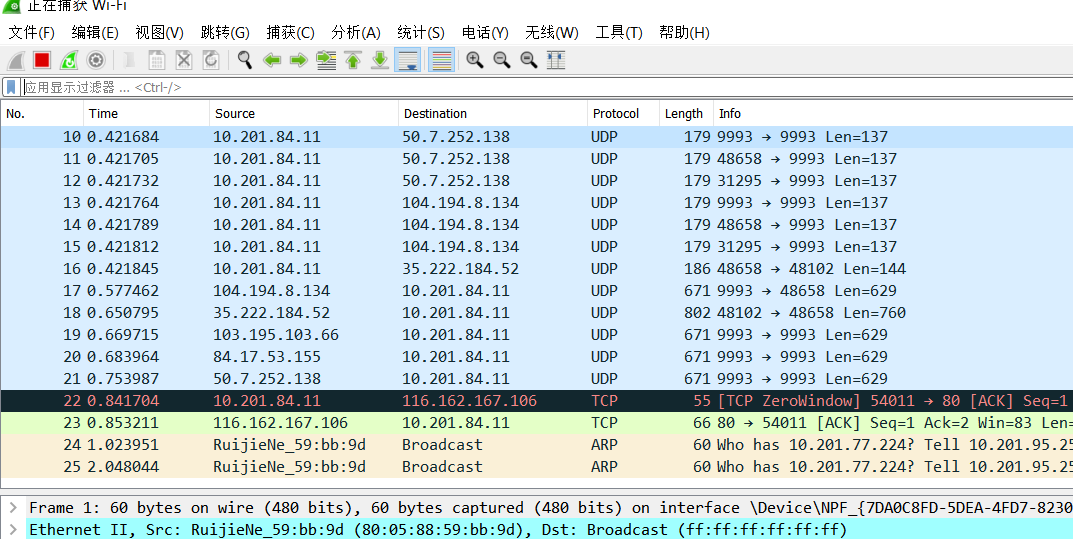 正在捕获 Wi-Fi
文件(F) 编辑(E) 视图(V) 跳转(G) 捕获(C) 分析(A) 统计(S) 电话(Y) 无线(W) 工具(T) 帮助(H)
应用显示过滤器 … <Ctrl-/>
No. Time Source Destination Protocol Length Info
10 0.421684 10.201.84.11 50.7.252.138 UDP 179 9993 → 9993 Len=137
11 0.421705 10.201.84.11 50.7.252.138 UDP 179 48658 → 9993 Len=137
12 0.421732 10.201.84.11 50.7.252.138 UDP 179 31295 → 9993 Len=137
13 0.421764 10.201.84.11 104.194.8.134 UDP 179 9993 → 9993 Len=137
14 0.421789 10.201.84.11 104.194.8.134 UDP 179 48658 → 9993 Len=137
15 0.421812 10.201.84.11 104.194.8.134 UDP 179 31295 → 9993 Len=137
16 0.421845 10.201.84.11 35.222.184.52 UDP 186 48658 → 48102 Len=144
17 0.577462 104.194.8.134 10.201.84.11 UDP 671 9993 → 48658 Len=629
18 0.650795 35.222.184.52 10.201.84.11 UDP 802 48102 → 48658 Len=760
19 0.669715 103.195.103.66 10.201.84.11 UDP 671 9993 → 9993 Len=629
20 0.683964 84.17.53.155 10.201.84.11 UDP 671 9993 → 9993 Len=629
21 0.753987 50.7.252.138 10.201.84.11 UDP 671 9993 → 9993 Len=629
22 0.841704 10.201.84.11 116.162.167.106 TCP 55 [TCP ZeroWindow] 54011 → 80 [ACK] Seq=1
23 0.853211 116.162.167.106 10.201.84.11 TCP 66 80 → 54011 [ACK] Seq=1 Ack=2 Win=83 Len=
24 1.023951 RuijieNe_59:bb:9d Broadcast ARP 60 Who has 10.201.77.224? Tell 10.201.95.25
25 2.048044 RuijieNe_59:bb:9d Broadcast ARP 60 Who has 10.201.77.224? Tell 10.201.95.25
Frame 1: 60 bytes on wire (480 bits), 60 bytes captured (480 bits) on interface \Device\NPF_{7DA0C8FD-5DEA-4FD7-8230
Ethernet II, Src: RuijieNe_59:bb:9d (80:05:88:59:bb:9d), Dst: Broadcast (ff:ff:ff:ff:ff:ff)